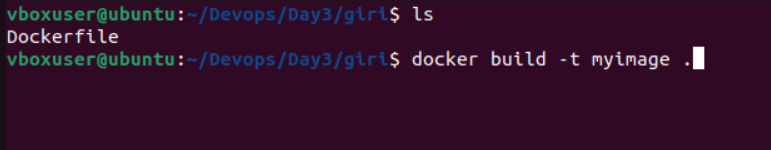 vboxuser@ubuntu:~/Devops/Day3/giri$ ls
Dockerfile
vboxuser@ubuntu:~/Devops/Day3/giri$ docker build -t myimage .